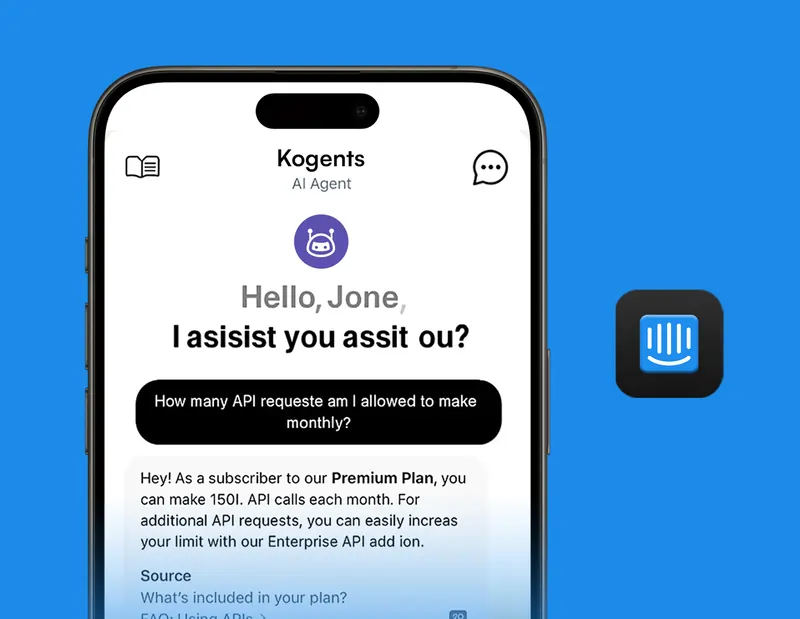 Kogents
AI Agent
Hello, Jone,
I asisist you assit ou?
How many API requeste am I allowed to make
monthly?
Hey! As a subscriber to our Premium Plan, you
can make 150I. API calls each month. For
additional API requests, you can easily increas
your limit with our Enterprise API add ion.
Source
What's included in your plan?
FAQ: Using APIs >
20